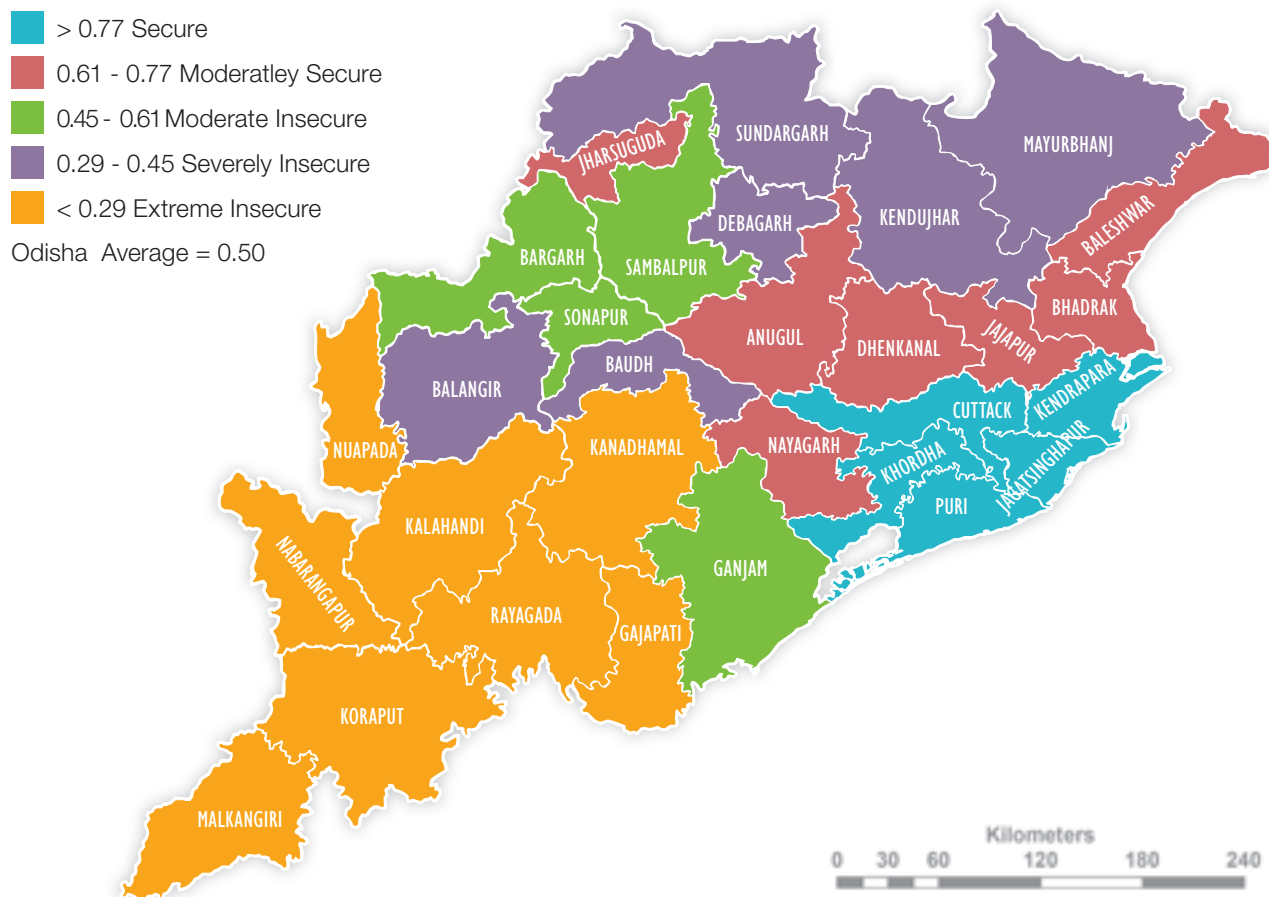 > 0.77 Secure
0.61 - 0.77 Moderatley Secure
0.45 - 0.61 Moderate Insecure
0.29 - 0.45 Severely Insecure
< 0.29 Extreme Insecure
Odisha Average = 0.50
SUNDARGARH
MAYURBHANJ
JHARSUGUDA
KENDUJHAR
DEBAGARH
BALESHWAR
BARGARH
SAMBALPUR
SONAPUR
BHADRAK
ANUGUL
DHENKANAL
JAJAPUR
BAUDH
BALANGIR
KENDRAPARA
CUTTACK
NUAPADA
KANADHAMAL
NAYAGARH
KHORDHA
JAGATSINGHAPUR
PURI
KALAHANDI
NABARANGAPUR
GANJAM
RAYAGADA
GAJAPATI
KORAPUT
MALKANGIRI
Kilometers
0 30 60 120 180 240